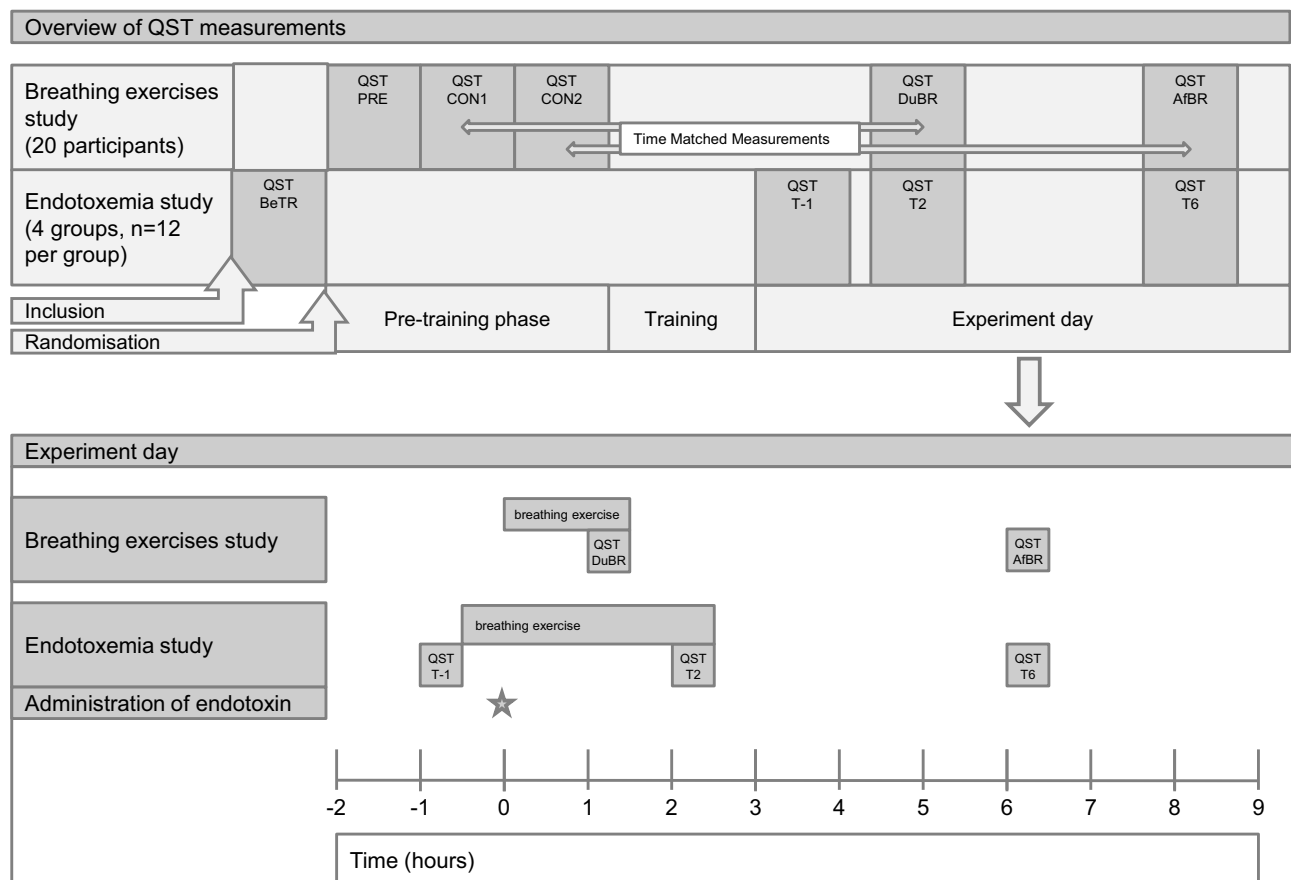 Overview of QST measurements
Breathing exercises
study
(20 participants)
QST
PRE
QST
CON1
QST
CON2
QST
DuBR
QST
AfBR
Time Matched Measurements
Endotoxemia study
(4 groups, n=12
per group)
QST
BeTR
QST
T-1
QST
T2
QST
T6
Inclusion
Randomisation
Pre-training phase
Training
Experiment day
Experiment day
Breathing exercises study
breathing exercise
QST
DuBR
QST
AfBR
Endotoxemia study
breathing exercise
QST
T-1
QST
T2
QST
T6
Administration of endotoxin
-2 -1 0 1 2 3 4 5 6 7 8 9
Time (hours)